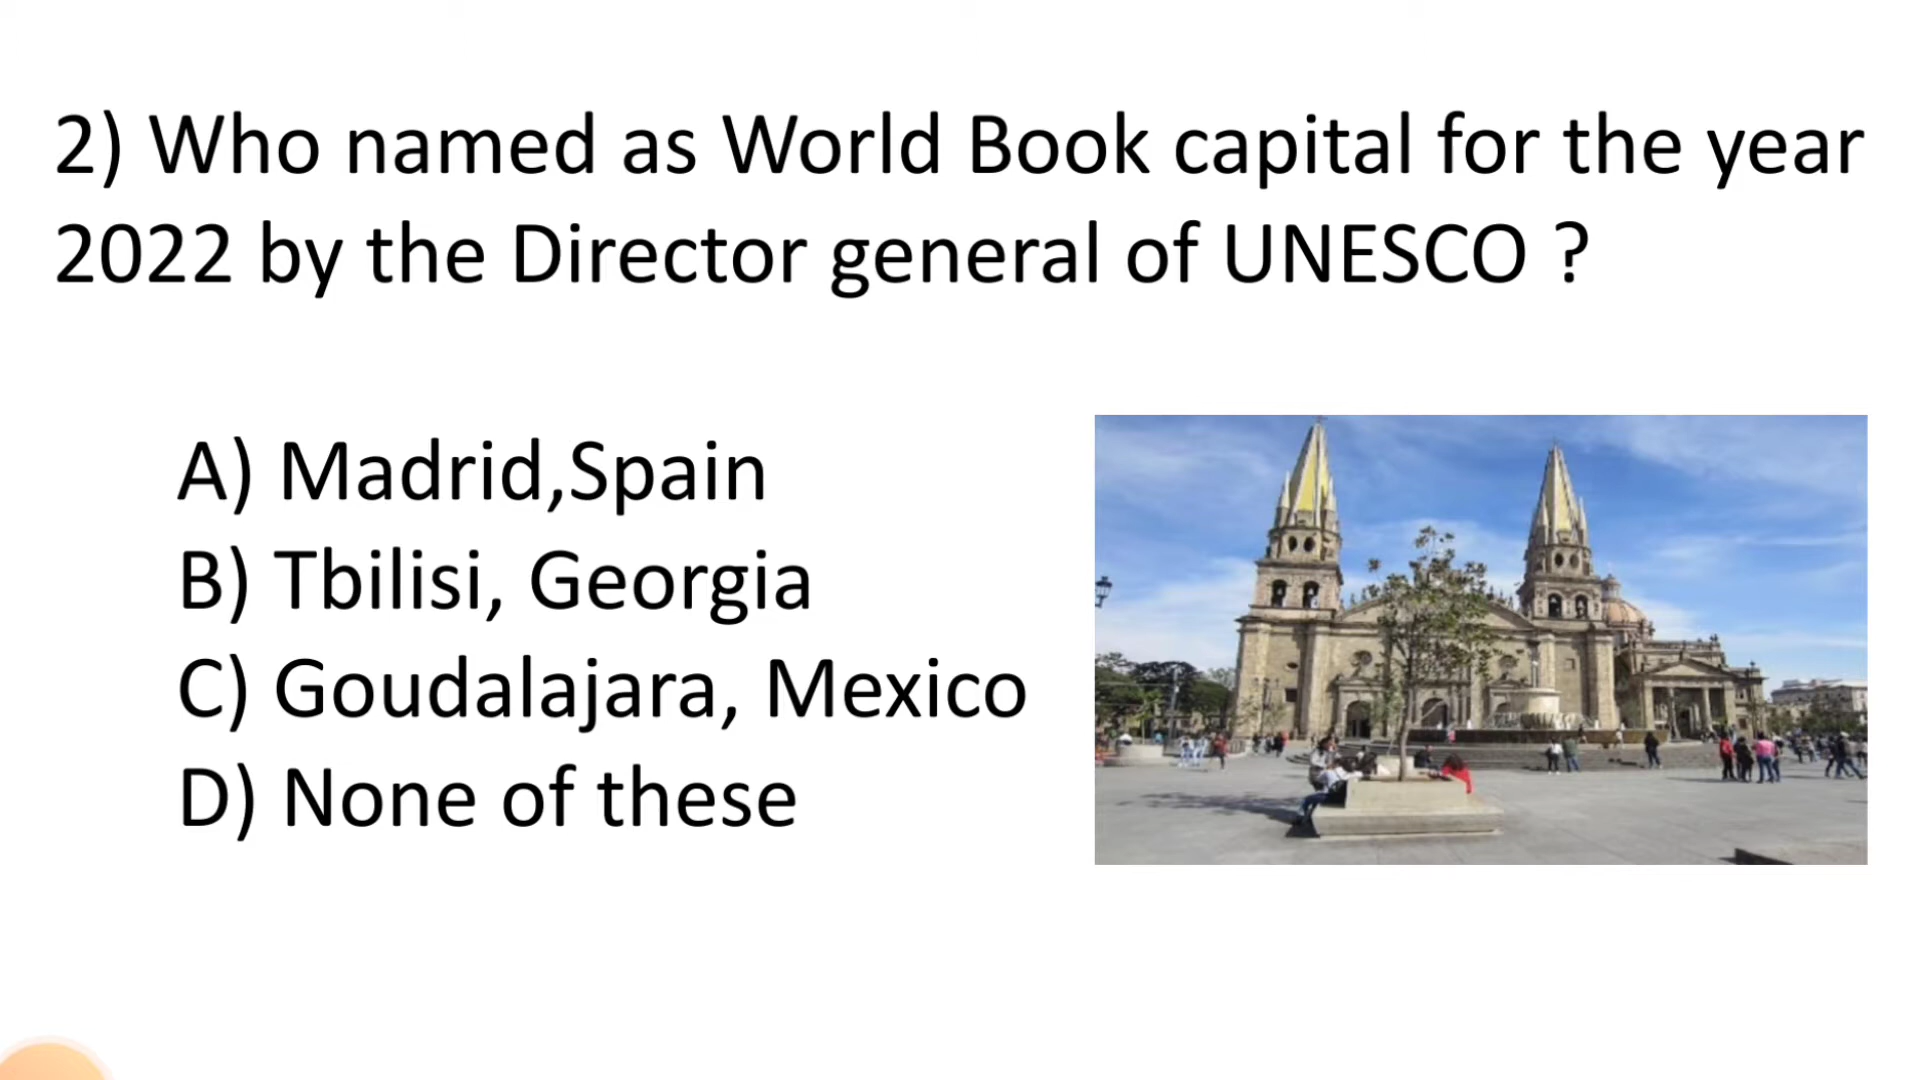 2) Who named as World Book capital for the year
2022 by the Director general of UNESCO ?
A) Madrid,Spain
B) Tbilisi, Georgia
C) Goudalajara, Mexico
D) None of these